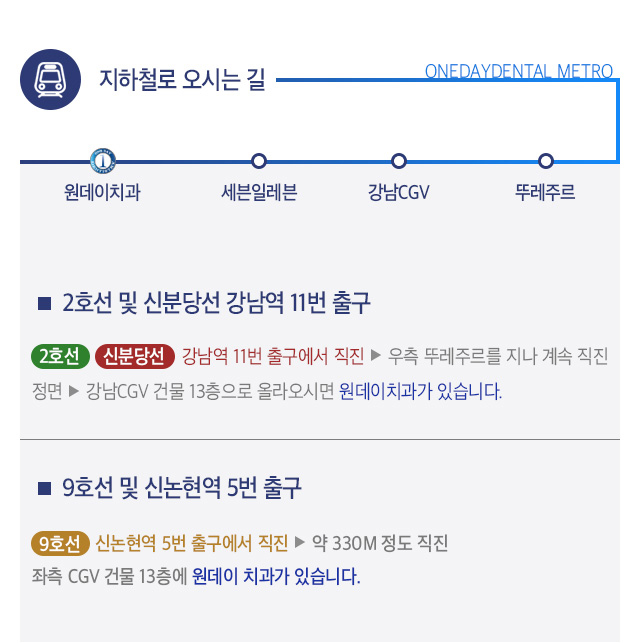 지하철로 오시는 길
ONEDAYDENTAL METRO
원데이치과 세븐일레븐 강남CGV 뚜레쥬르
■ 2호선 및 신분당선 강남역 11번 출구
2호선 신분당선 강남역 11번 출구에서 직진 ▶ 우측 뚜레주르를 지나 계속 직진
정면 ▶ 강남CGV 건물 13층으로 올라오시면 원데이치과가 있습니다.
■ 9호선 및 신논현역 5번 출구
9호선 신논현역 5번 출구에서 직진 ▶ 약 330M 정도 직진
좌측 CGV 건물 13층에 원데이 치과가 있습니다.